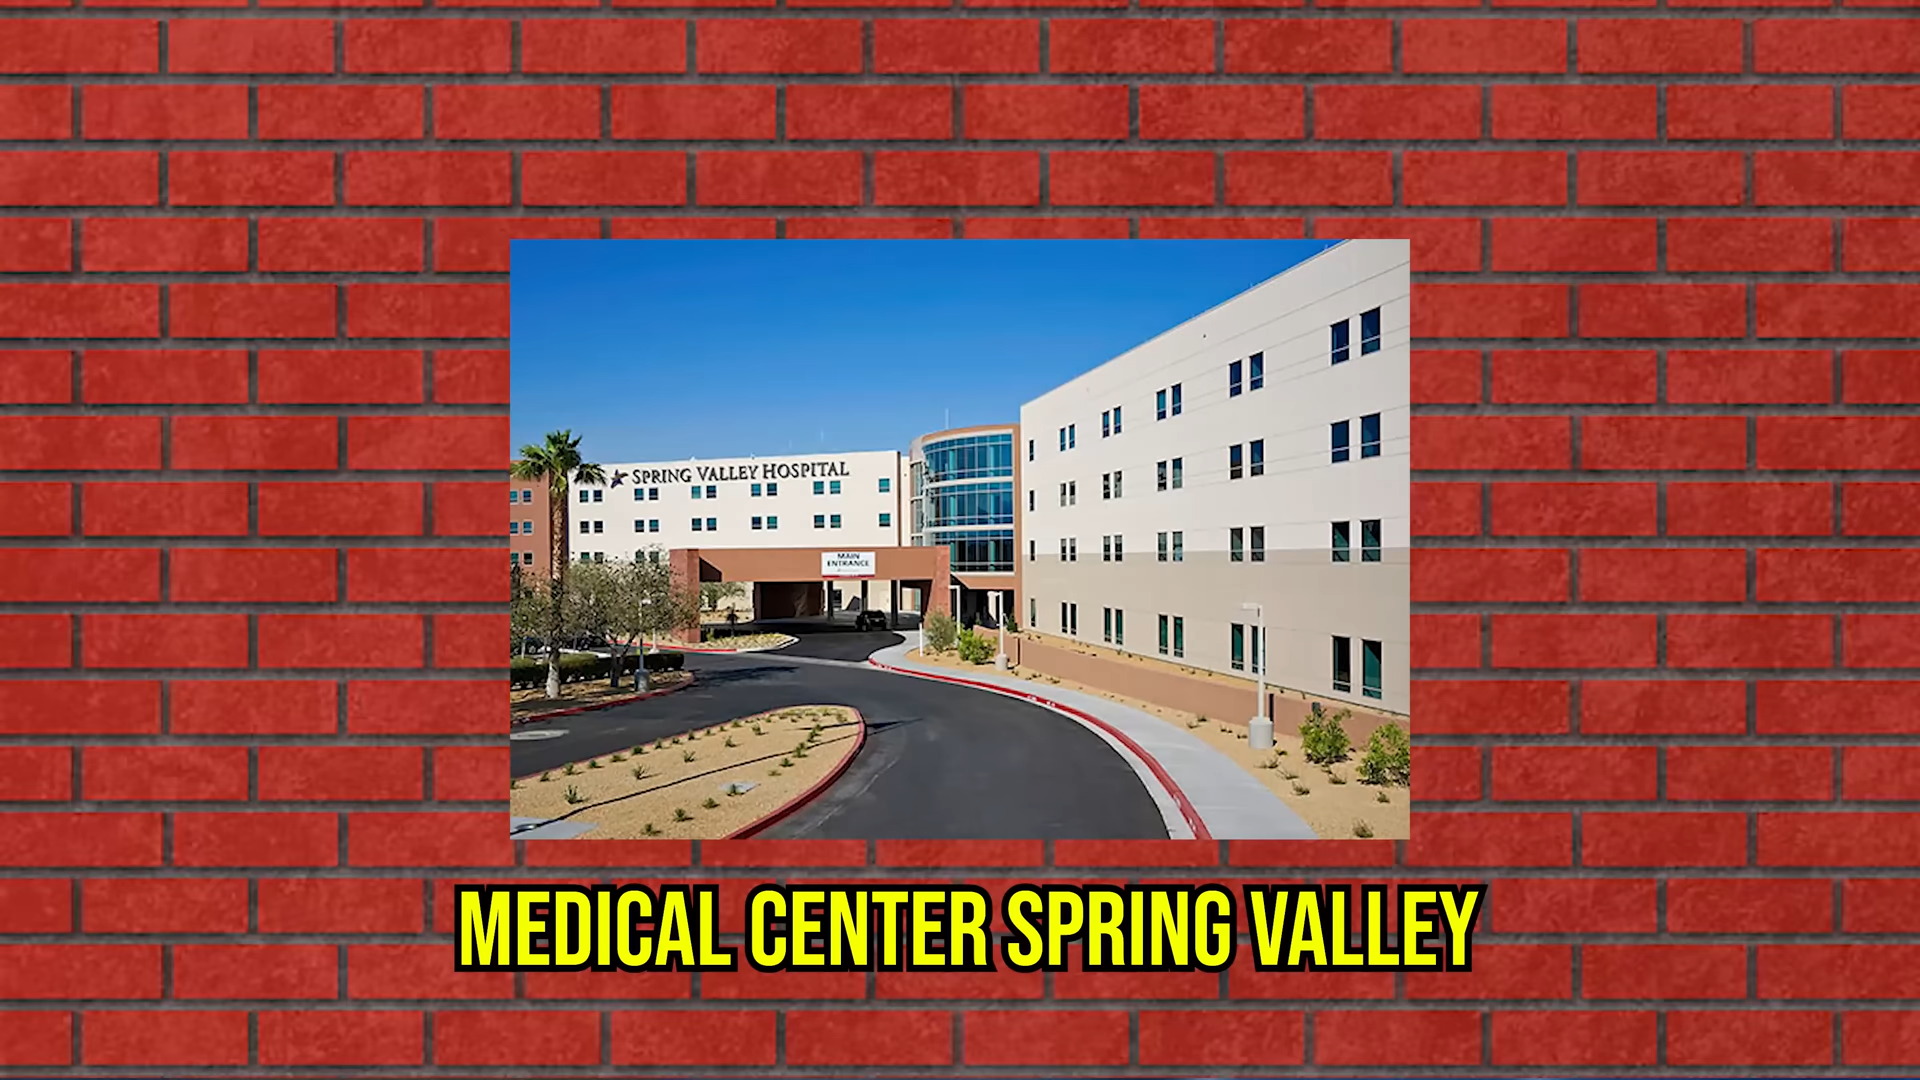 SPRING VALLEY HOSPITAL
MAIN
ENTRANCE
MEDICAL CENTER SPRING VALLEY